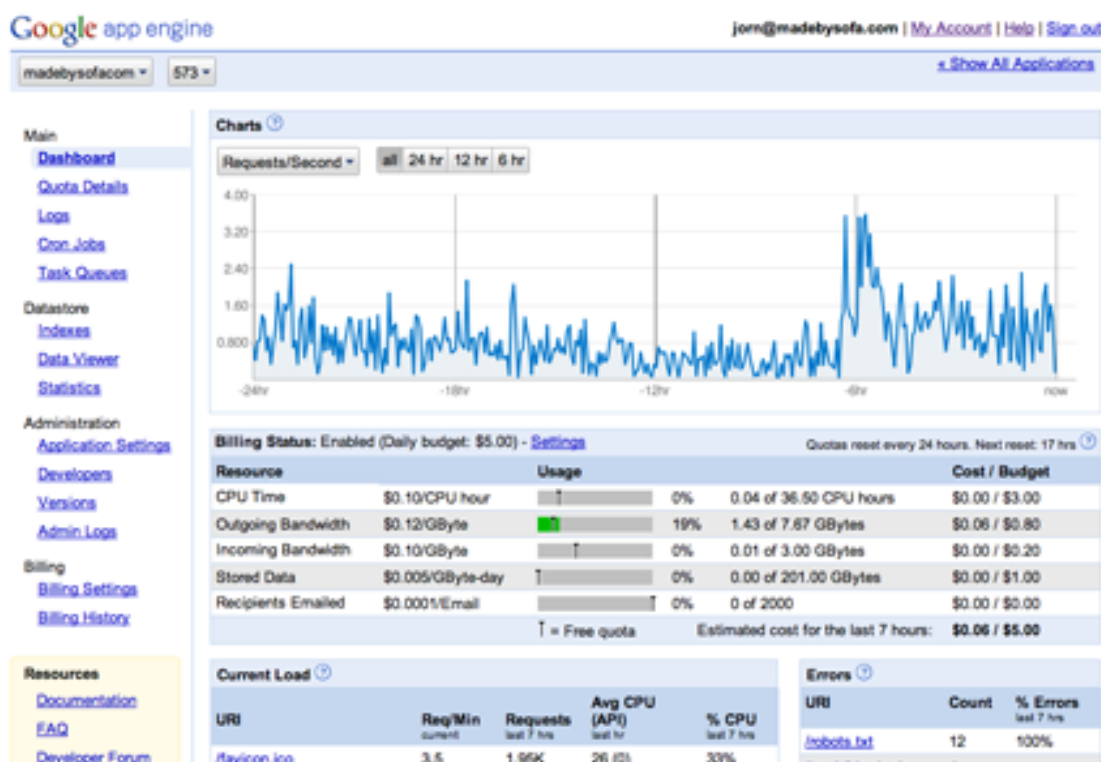 Google app engine
jorn@madebysofa.com | My Account | Help | Sign out
madebysofacom 573
« Show All Applications
Main
Dashboard
Quota Details
Logs
Cron Jobs
Task Queues
Datastore
Indexes
Data Viewer
Statistics
Administration
Application Settings
Developers
Versions
Admin Logs
Billing
Billing Settings
Billing History
Resources
Documentation
FAQ
Developer Forum
Charts ?
Requests/Second all 24 hr 12 hr 6 hr
4.00
3.20
2.40
1.60
0.800
-24hr -18hr -12hr -6hr now
Billing Status: Enabled (Daily budget: $5.00) - Settings Quotas reset every 24 hours. Next reset: 17 hrs ?
Resource Usage Cost / Budget
CPU Time $0.10/CPU hour 0% 0.04 of 36.50 CPU hours $0.00 / $3.00
Outgoing Bandwidth $0.12/GByte 19% 1.43 of 7.67 GBytes $0.06 / $0.80
Incoming Bandwidth $0.10/GByte 0% 0.01 of 3.00 GBytes $0.00 / $0.20
Stored Data $0.005/GByte-day 0% 0.00 of 201.00 GBytes $0.00 / $1.00
Recipients Emailed $0.0001/Email 0% 0 of 2000 $0.00 / $0.00
= Free quota Estimated cost for the last 7 hours: $0.06 / $5.00
Current Load ?
URI Req/Min current Requests last 7 hrs Avg CPU (API) last hr % CPU last 7 hrs
/favicon.ico 3.5 1.95K 26 (0) 33%
Errors ?
URI Count % Errors last 7 hrs
/robots.txt 12 100%